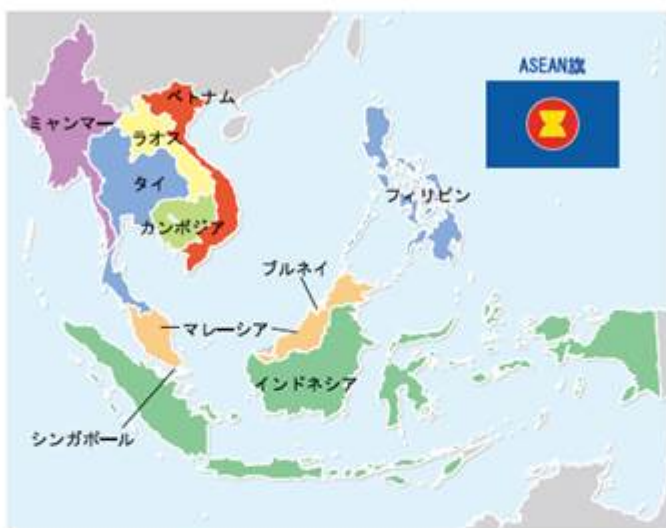 ASEAN旗
ベトナム
ミャンマー
ラオス
タイ
フィリピン
カンボジア
ブルネイ
マレーシア
インドネシア
シンガポール